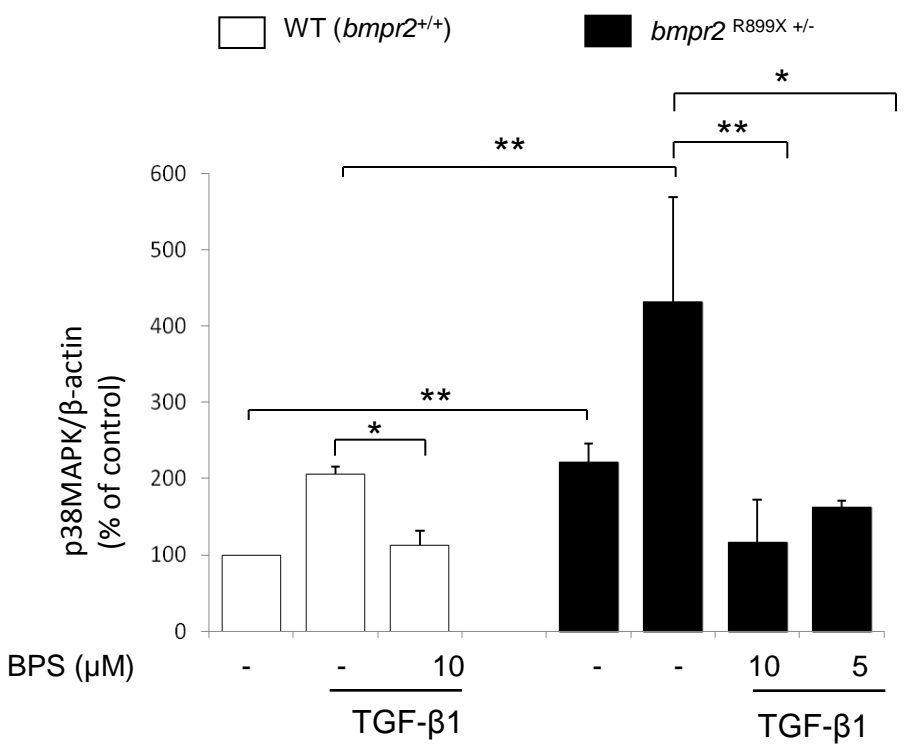 WT (bmpr2+/+) bmpr2 R899X +/-
*
**
**
600
500
400
300
200
100
0
p38MAPK/β-actin
(% of control)
**
*
BPS (μM) - - 10 - - 10 5
TGF-β1 TGF-β1